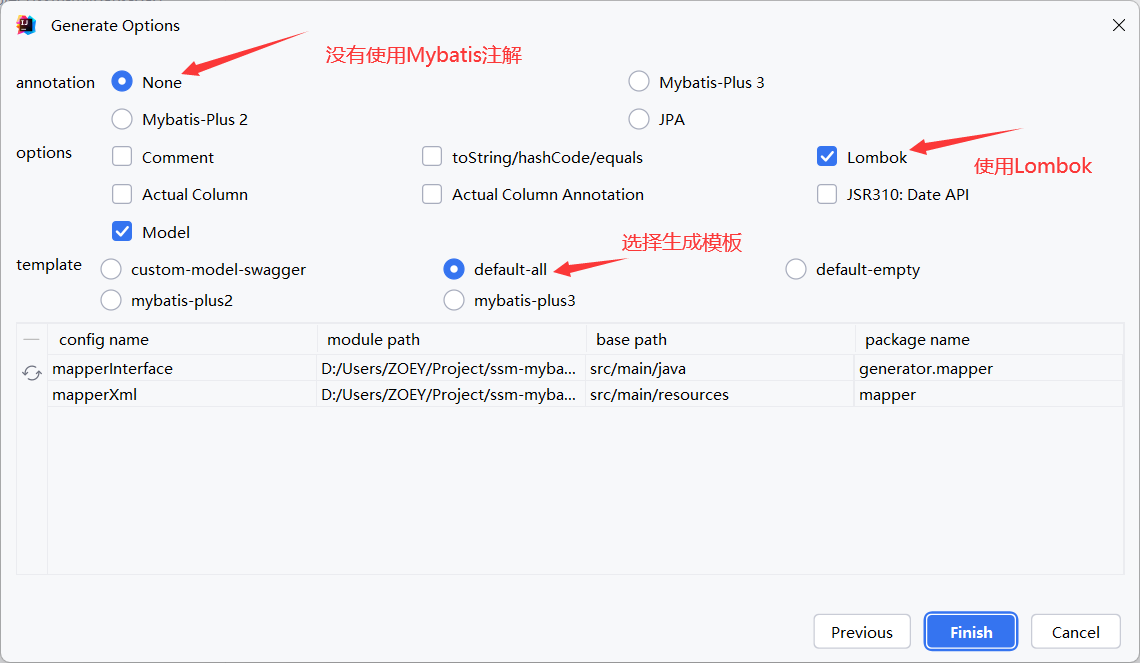 Generate Options
没有使用Mybatis注解
annotation None Mybatis-Plus 3
Mybatis-Plus 2 JPA
options Comment toString/hashCode/equals Lombok
使用Lombok
Actual Column Actual Column Annotation JSR310: Date API
Model
选择生成模板
template custom-model-swagger default-all default-empty
mybatis-plus2 mybatis-plus3
config name module path base path package name
mapperInterface D:/Users/ZOEY/Project/ssm-myba... src/main/java generator.mapper
mapperXml D:/Users/ZOEY/Project/ssm-myba... src/main/resources mapper
Previous Finish Cancel